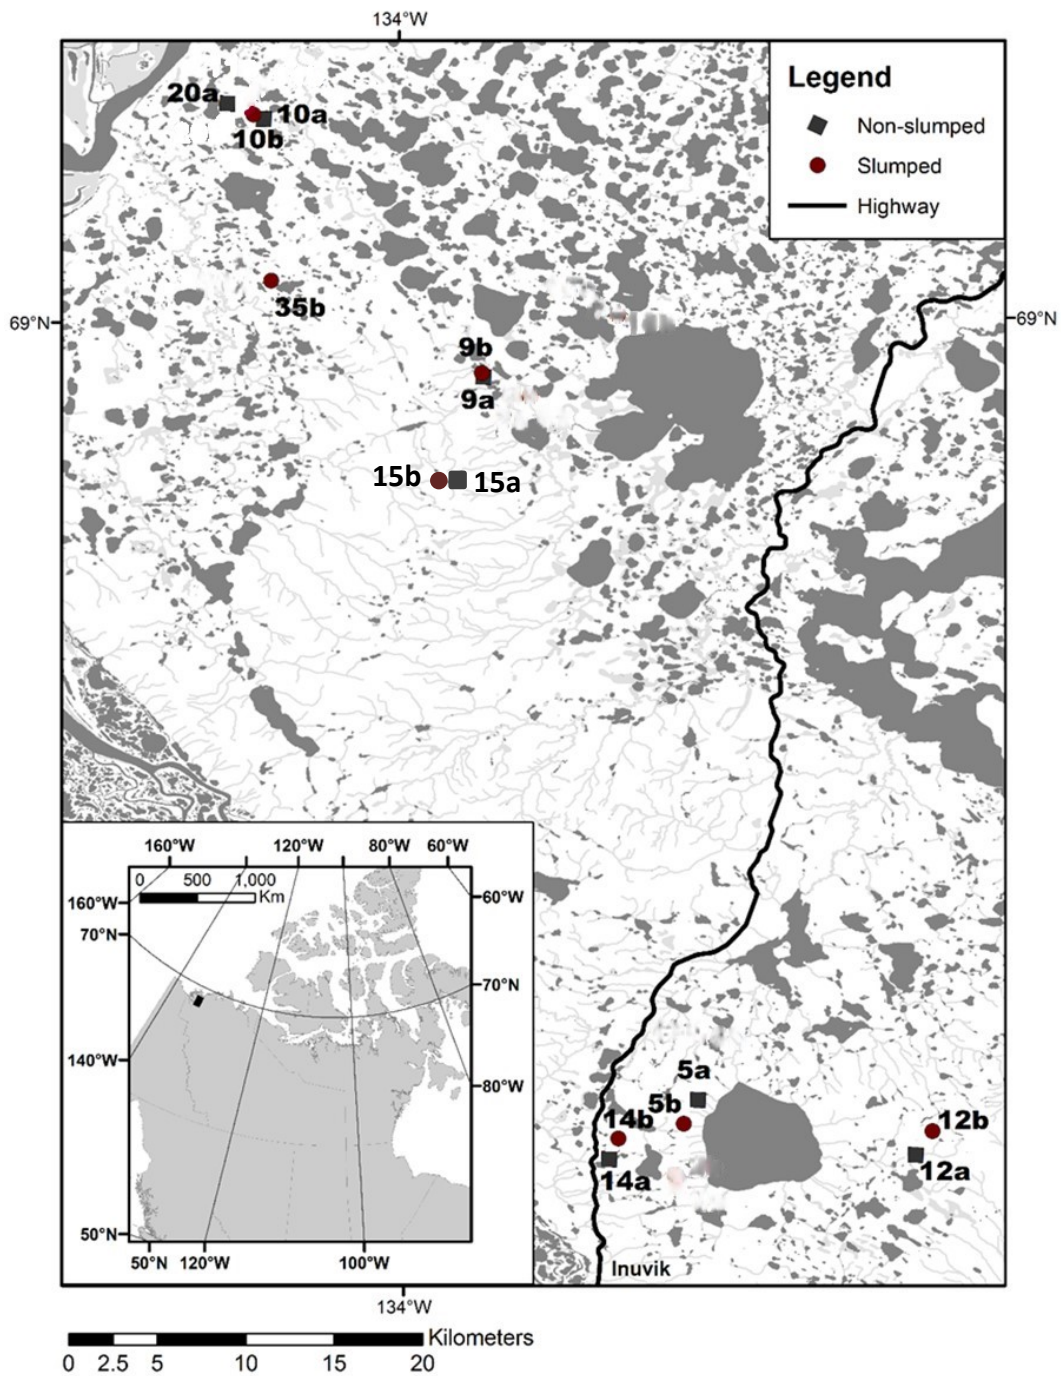 134°W
Legend
Non-slumped
Slumped
Highway
20a
10a
10b
35b
69°N
69°N
9b
9a
15b
15a
160°W
120°W
80°W
60°W
0
500
1,000
Km
160°W
60°W
70°N
70°N
140°W
80°W
50°N
50°N
120°W
100°W
5a
5b
14b
14a
12b
12a
Inuvik
134°W
Kilometers
0 2.5 5 10 15 20